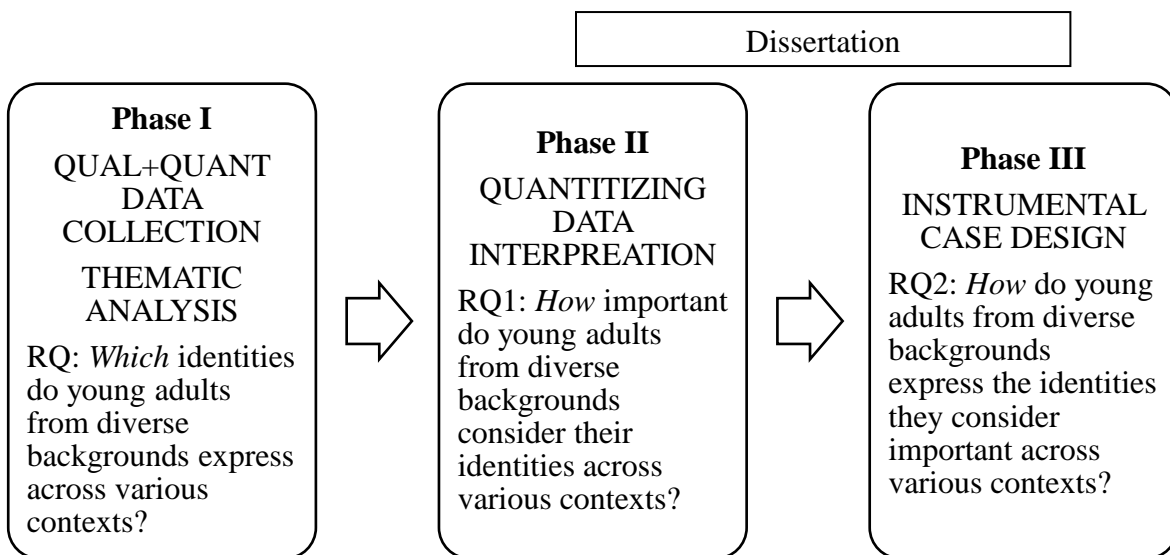 Dissertation
Phase I
QUAL+QUANT
DATA
COLLECTION
THEMATIC
ANALYSIS
RQ: Which identities
do young adults
from diverse
backgrounds express
across various
contexts?
Phase II
QUANTITIZING
DATA
INTERPREATION
RQ1: How important
do young adults
from diverse
backgrounds
consider their
identities across
various contexts?
Phase III
INSTRUMENTAL
CASE DESIGN
RQ2: How do young
adults from diverse
backgrounds
express the identities
they consider
important across
various contexts?